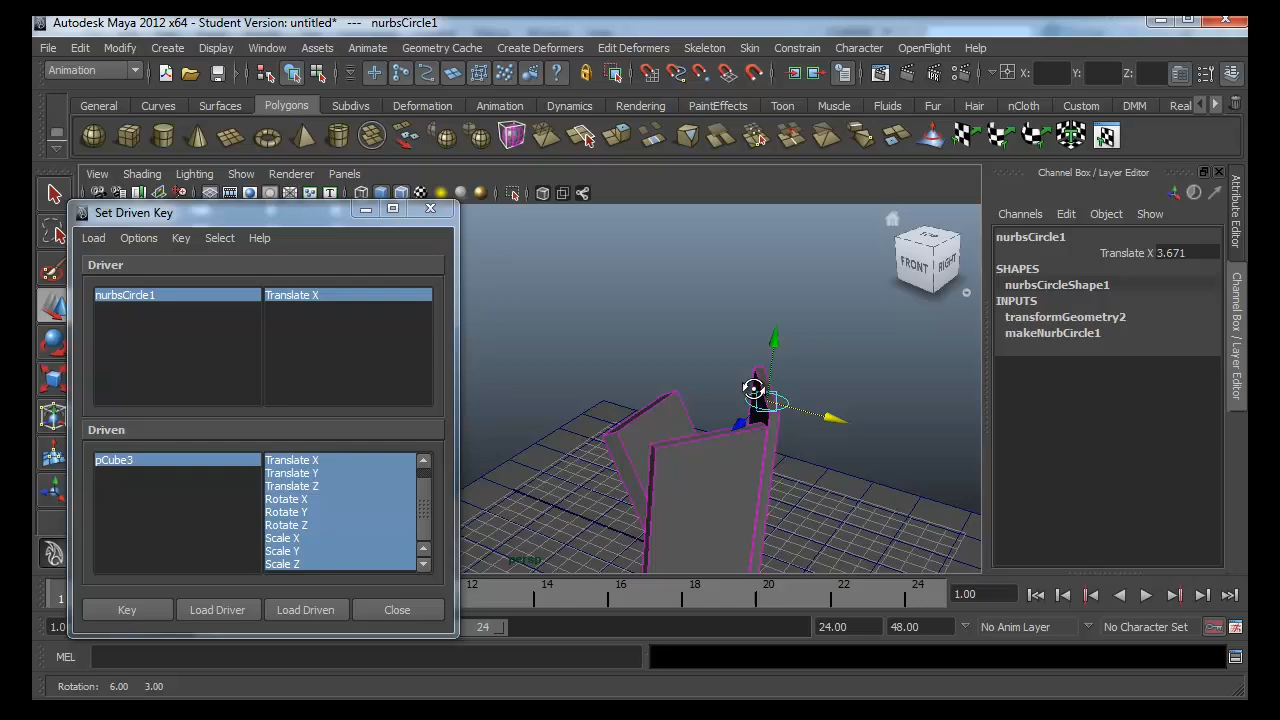 Autodesk Maya 2012 x64 - Student Version: untitled* --- nurbsCircle1
File Edit Modify Create Display Window Assets Animate Geometry Cache Create Deformers Edit Deformers Skeleton Skin Constrain Character OpenFlight Help
Animation X: Y: Z:
General Curves Surfaces Polygons Subdivs Deformation Animation Dynamics Rendering PaintEffects Toon Muscle Fluids Fur Hair nCloth Custom DMM Real
View Shading Lighting Show Renderer Panels
Channel Box / Layer Editor
Set Driven Key
Load Options Key Select Help
Driver
nurbsCircle1 Translate X
Driven
pCube3 Translate X
Translate Y
Translate Z
Rotate X
Rotate Y
Rotate Z
Scale X
Scale Y
Scale Z
Key Load Driver Load Driven Close
FRONT RIGHT
persp
Channels Edit Object Show
nurbsCircle1
Translate X 3.671
SHAPES
nurbsCircleShape1
INPUTS
transformGeometry2
makeNurbCircle1
Attribute Editor
Channel Box / Layer Editor
1 12 14 16 18 20 22 24 1.00
1.0 24 24.00 48.00 No Anim Layer No Character Set
MEL
Rotation: 6.00 3.00